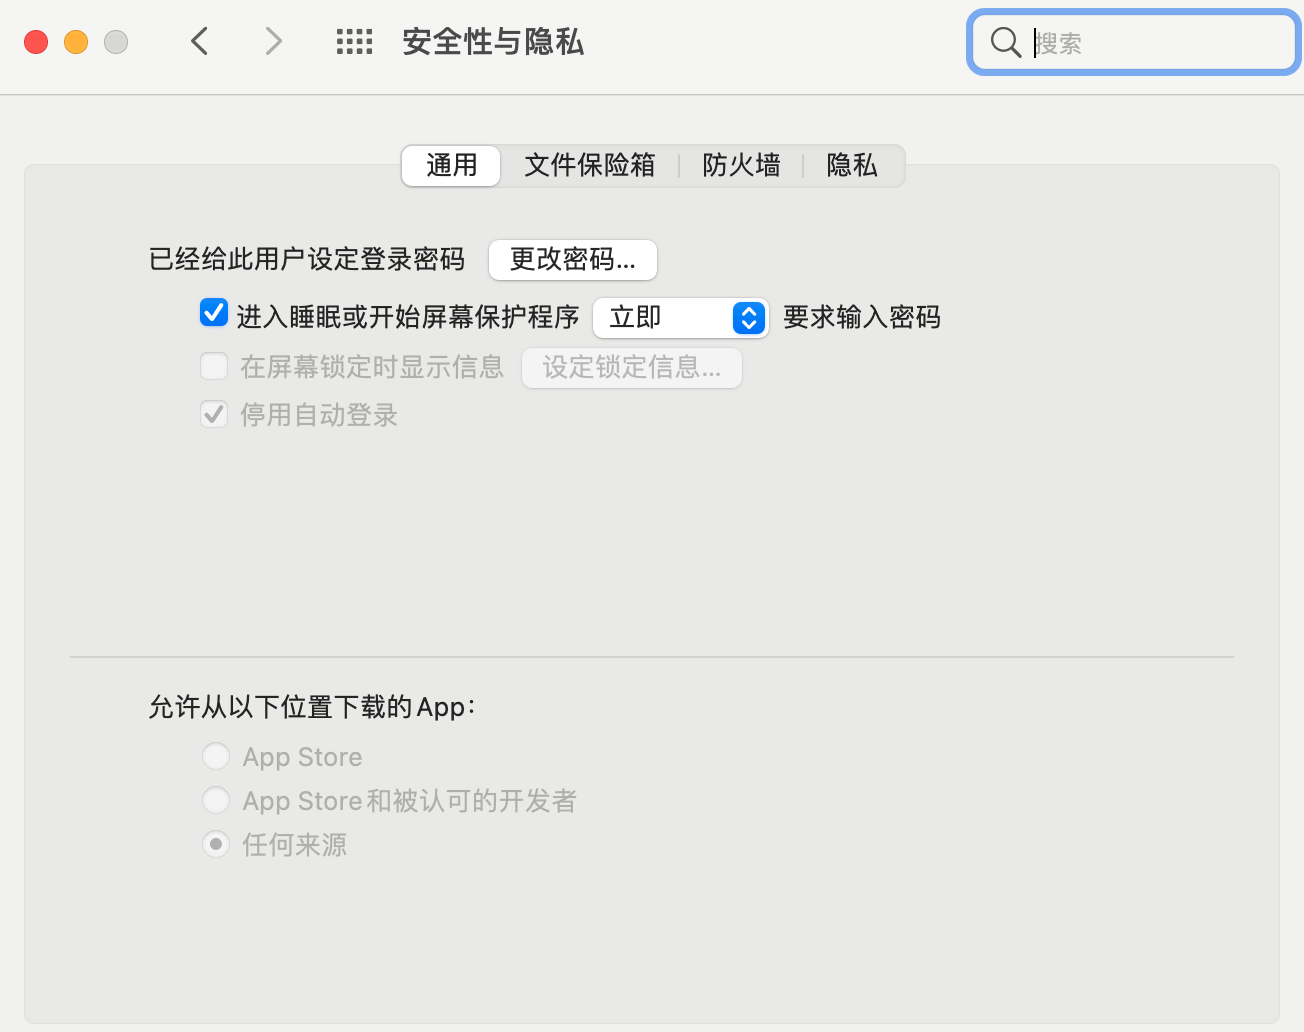 安全性与隐私 搜索
通用 文件保险箱 防火墙 隐私
已经给此用户设定登录密码 更改密码...
进入睡眠或开始屏幕保护程序 立即 要求输入密码
在屏幕锁定时显示信息 设定锁定信息...
停用自动登录
允许从以下位置下载的App：
App Store
App Store和被认可的开发者
任何来源